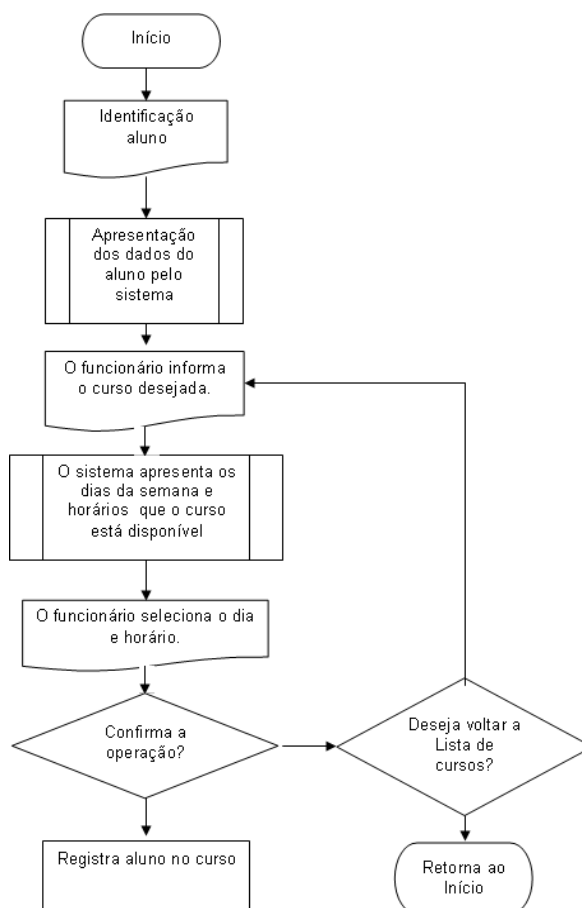 Início
Identificação
aluno
Apresentação
dos dados do
aluno pelo
sistema
O funcionário informa
o curso desejada.
O sistema apresenta os
dias da semana e
horários que o curso
está disponível
O funcionário seleciona o dia
e horário.
Confirma a
operação?
Deseja voltar a
Lista de
cursos?
Registra aluno no curso
Retorna ao
Início